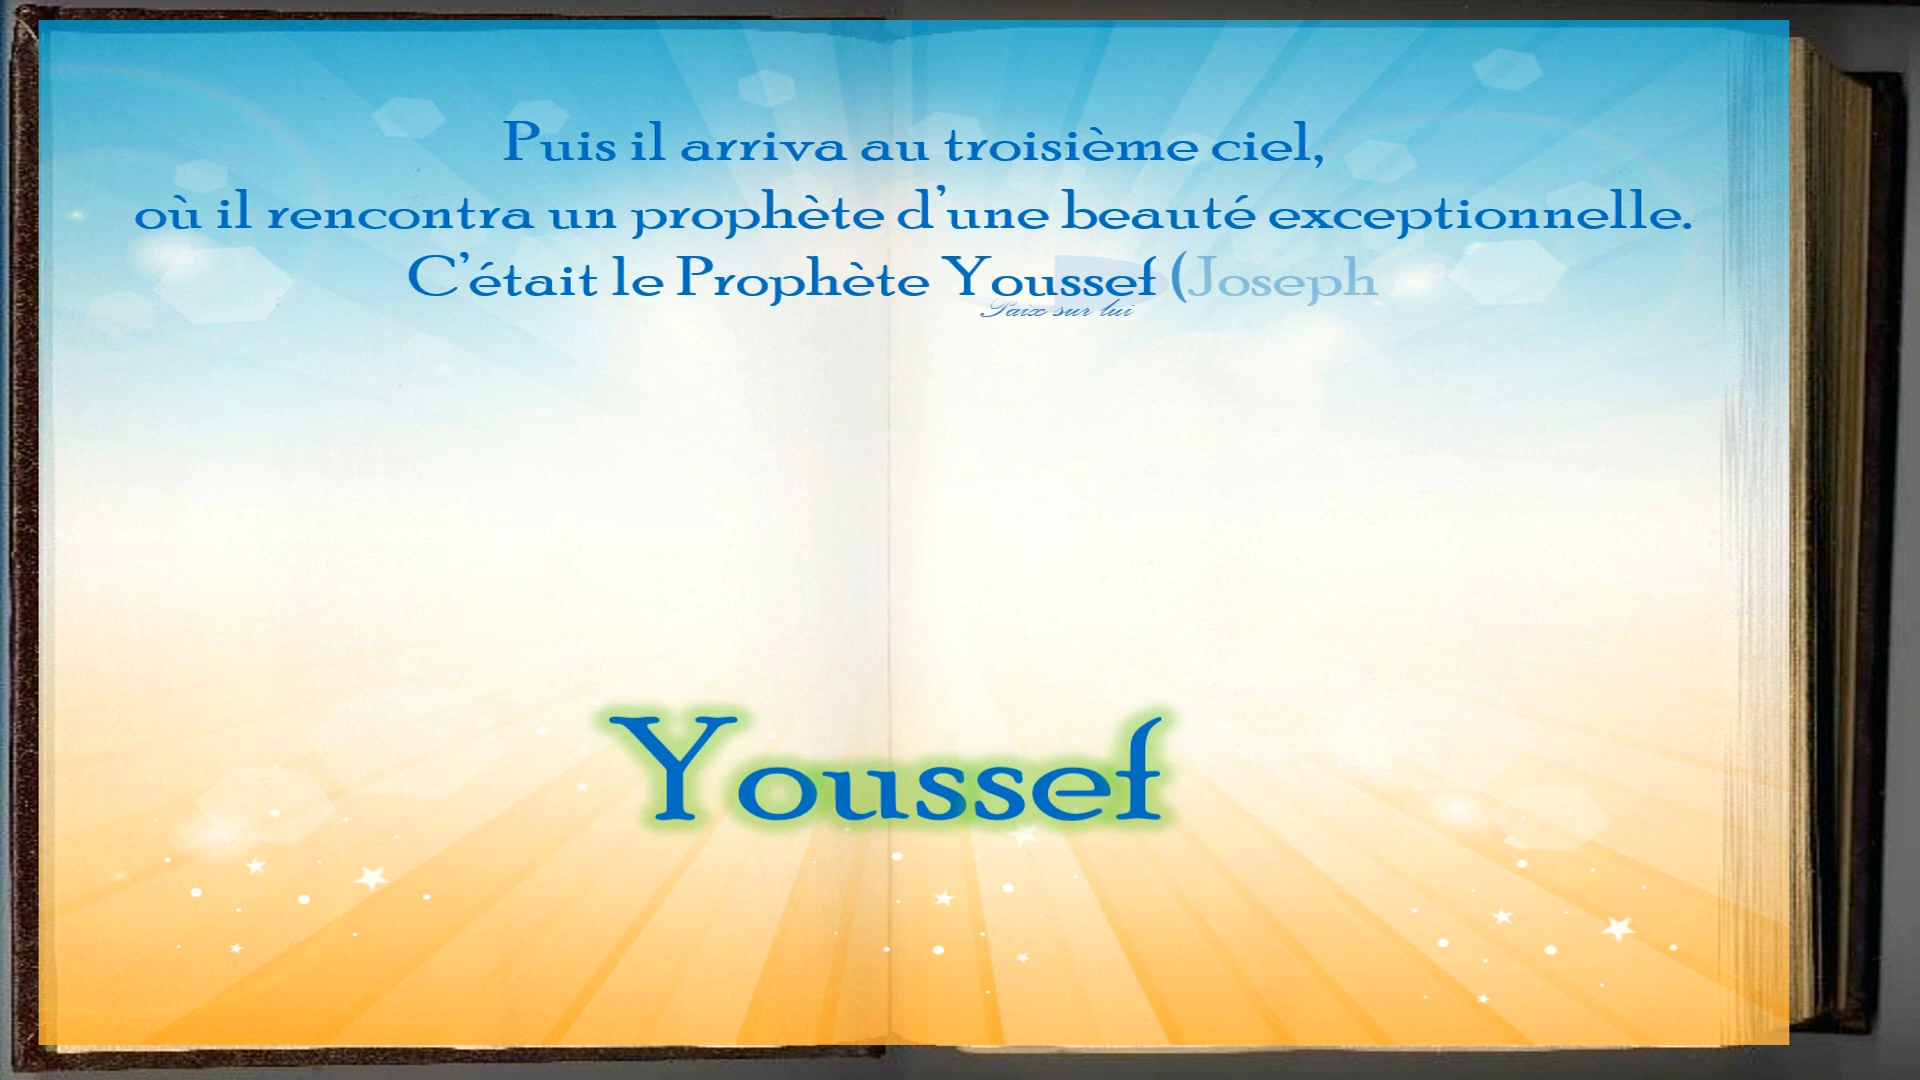 Puis il arriva au troisième ciel,
où il rencontra un prophète d’une beauté exceptionnelle.
C’était le Prophète Youssef (Joseph
Paix sur lui
Youssef